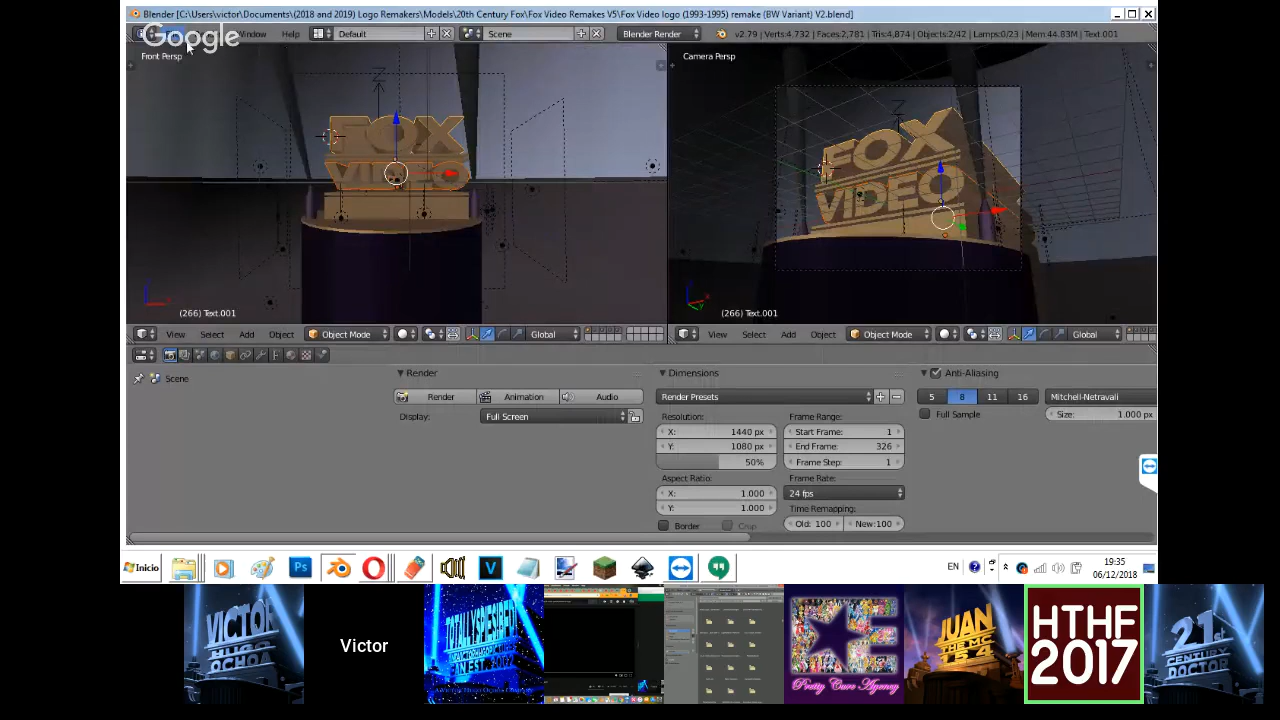 Blender [C:\Users\victor\Documents\(2018 and 2019) Logo Remakers\Models\20th Century Fox\Fox Video Remakes V5\Fox Video logo (1993-1995) remake (BW Variant) V2.blend]
Google
Window Help Default Scene Blender Render v2.79 | Verts:4,732 | Faces:2,781 | Tris:4,874 | Objects:2/42 | Lamps:0/23 | Mem:44.83M | Text.001
Front Persp
Camera Persp
FOX
VIDEO
FOX
VIDEO
(266) Text.001
(266) Text.001
View Select Add Object Object Mode Global
View Select Add Object Object Mode Global
Scene
Render
Render Animation Audio
Display: Full Screen
Dimensions
Render Presets
Resolution:
X: 1440 px
Y: 1080 px
50%
Aspect Ratio:
X: 1.000
Y: 1.000
Border Crop
Frame Range:
Start Frame: 1
End Frame: 326
Frame Step: 1
Frame Rate:
24 fps
Time Remapping:
Old: 100 New:100
Anti-Aliasing
5 8 11 16 Mitchell-Netravali
Full Sample Size: 1.000 px
Inicio
Ps
V
EN
19:35
06/12/2018
VICTOR
HUGO
OCHOA
Victor
Pretty Cure Agency
JUAN
THE MC
154
HTHF
2017
21st
CENTURY
DOCTOR